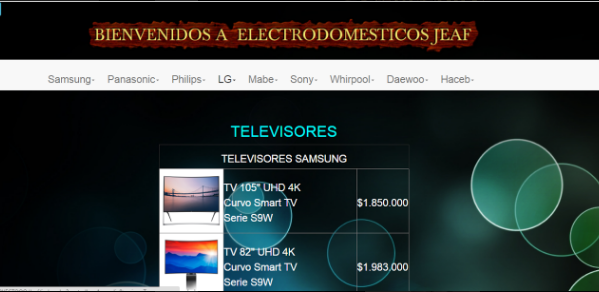 BIENVENIDOS A ELECTRODOMESTICOS JEAF
Samsung Panasonic Philips LG Mabe Sony Whirpool Daewoo Haceb
TELEVISORES
TELEVISORES SAMSUNG
TV 105" UHD 4K
Curvo Smart TV
Serie S9W
$1.850.000
TV 82" UHD 4K
Curvo Smart TV
Serie S9W
$1.983.000